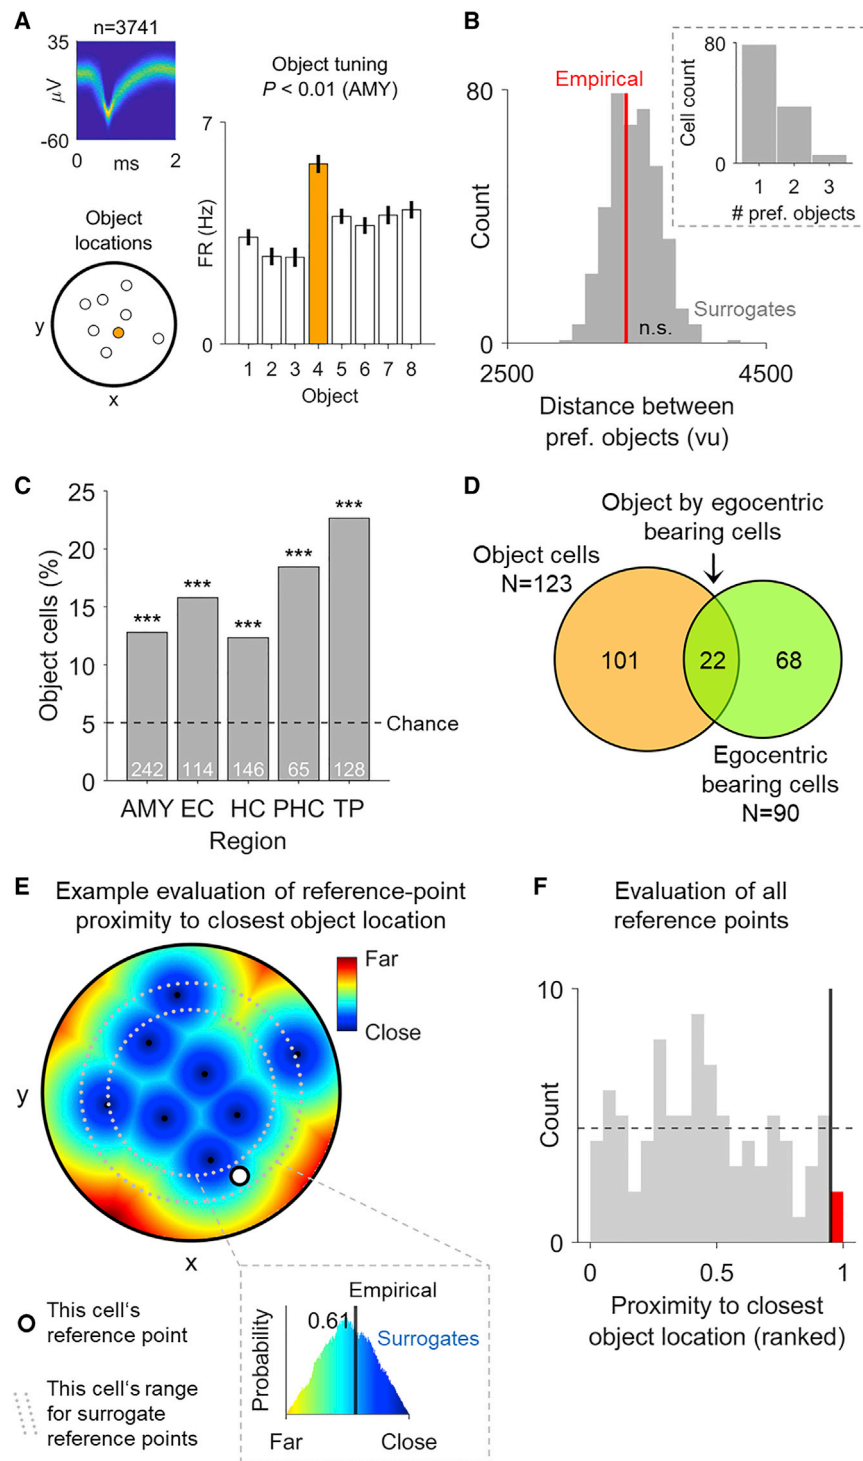 A
n=3741
35
μV
-60
0
ms
2
Object tuning
P < 0.01 (AMY)
7
FR (Hz)
0
1 2 3 4 5 6 7 8
Object
Object
locations
y
x
B
Empirical
80
Count
0
n.s.
Surrogates
2500
4500
Distance between
pref. objects (vu)
80
Cell count
0
1 2 3
# pref. objects
C
25
20
15
10
5
0
Object cells (%)
***
***
***
***
***
Chance
242 114 146 65 128
AMY EC HC PHC TP
Region
D
Object by egocentric
bearing cells
Object cells
N=123
101 22 68
Egocentric
bearing cells
N=90
E
Example evaluation of reference-point
proximity to closest object location
Far
Close
y
x
This cell's
reference point
This cell's range
for surrogate
reference points
Empirical
0.61
Surrogates
Probability
Far
Close
F
Evaluation of all
reference points
10
Count
0
0 0.5 1
Proximity to closest
object location (ranked)